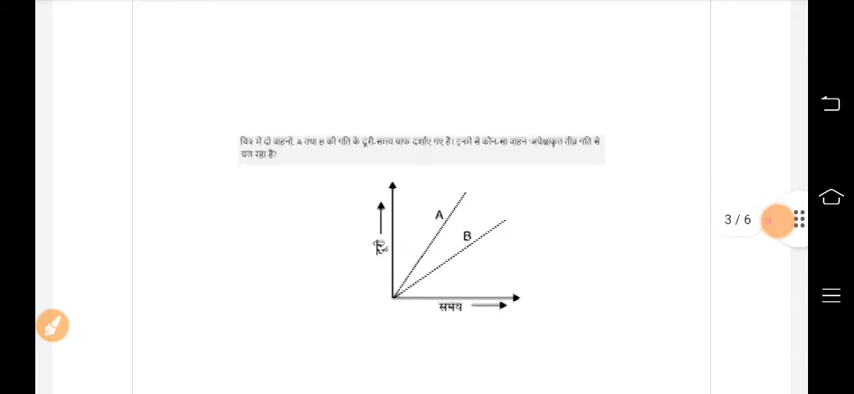 चित्र में दो वाहनों, A तथा B की गति के दूरी-समय ग्राफ दर्शाए गए हैं। इनमें से कौन-सा वाहन अपेक्षाकृत तीव्र गति से
चल रहा है?
A
B
दूरी
समय
3 / 6